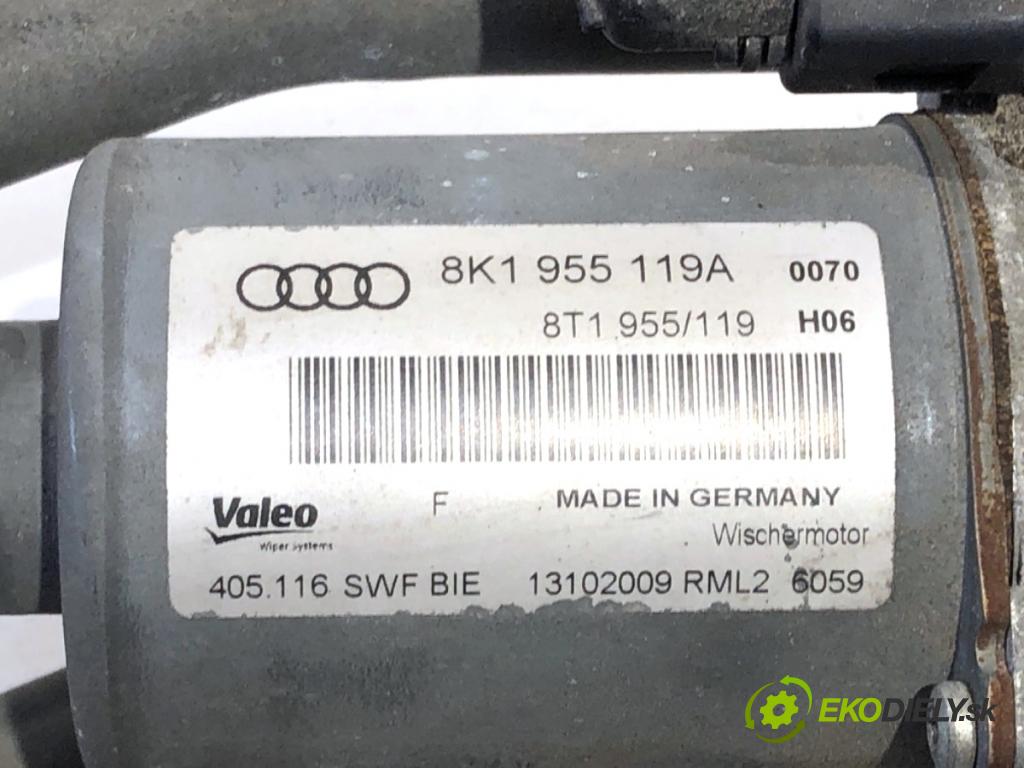 8K1 955 119A 0070
8T1 955/119 H06
Valeo F MADE IN GERMANY
Wiper systems Wischermotor
405.116 SWF BIE 13102009 RML2 6059
EKODIELY.sk